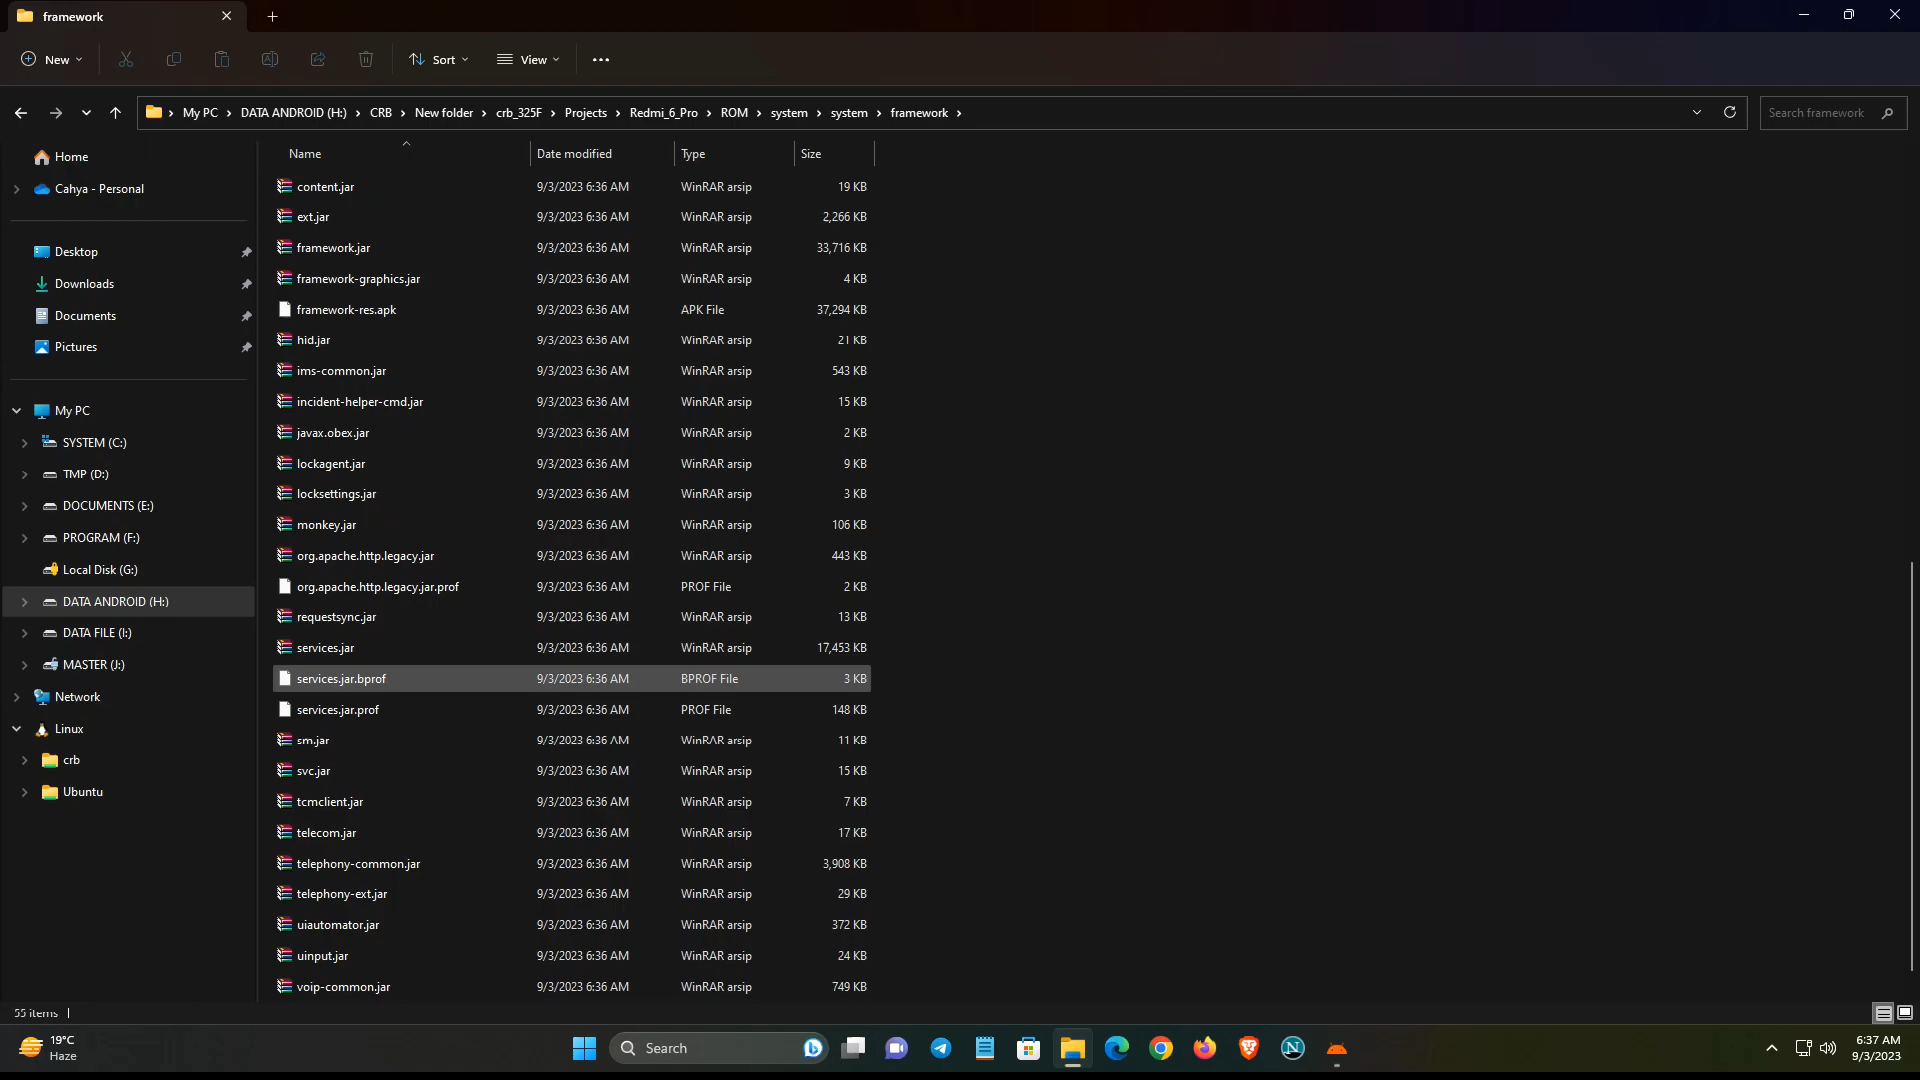 framework
New
Sort
View
My PC > DATA ANDROID (H:) > CRB > New folder > crb_325F > Projects > Redmi_6_Pro > ROM > system > system > framework >
Search framework
Home
Cahya - Personal
Desktop
Downloads
Documents
Pictures
My PC
SYSTEM (C:)
TMP (D:)
DOCUMENTS (E:)
PROGRAM (F:)
Local Disk (G:)
DATA ANDROID (H:)
DATA FILE (I:)
MASTER (J:)
Network
Linux
crb
Ubuntu
Name Date modified Type Size
content.jar 9/3/2023 6:36 AM WinRAR arsip 19 KB
ext.jar 9/3/2023 6:36 AM WinRAR arsip 2,266 KB
framework.jar 9/3/2023 6:36 AM WinRAR arsip 33,716 KB
framework-graphics.jar 9/3/2023 6:36 AM WinRAR arsip 4 KB
framework-res.apk 9/3/2023 6:36 AM APK File 37,294 KB
hid.jar 9/3/2023 6:36 AM WinRAR arsip 21 KB
ims-common.jar 9/3/2023 6:36 AM WinRAR arsip 543 KB
incident-helper-cmd.jar 9/3/2023 6:36 AM WinRAR arsip 15 KB
javax.obex.jar 9/3/2023 6:36 AM WinRAR arsip 2 KB
lockagent.jar 9/3/2023 6:36 AM WinRAR arsip 9 KB
locksettings.jar 9/3/2023 6:36 AM WinRAR arsip 3 KB
monkey.jar 9/3/2023 6:36 AM WinRAR arsip 106 KB
org.apache.http.legacy.jar 9/3/2023 6:36 AM WinRAR arsip 443 KB
org.apache.http.legacy.jar.prof 9/3/2023 6:36 AM PROF File 2 KB
requestsync.jar 9/3/2023 6:36 AM WinRAR arsip 13 KB
services.jar 9/3/2023 6:36 AM WinRAR arsip 17,453 KB
services.jar.bprof 9/3/2023 6:36 AM BPROF File 3 KB
services.jar.prof 9/3/2023 6:36 AM PROF File 148 KB
sm.jar 9/3/2023 6:36 AM WinRAR arsip 11 KB
svc.jar 9/3/2023 6:36 AM WinRAR arsip 15 KB
tcmclient.jar 9/3/2023 6:36 AM WinRAR arsip 7 KB
telecom.jar 9/3/2023 6:36 AM WinRAR arsip 17 KB
telephony-common.jar 9/3/2023 6:36 AM WinRAR arsip 3,908 KB
telephony-ext.jar 9/3/2023 6:36 AM WinRAR arsip 29 KB
uiautomator.jar 9/3/2023 6:36 AM WinRAR arsip 372 KB
uinput.jar 9/3/2023 6:36 AM WinRAR arsip 24 KB
voip-common.jar 9/3/2023 6:36 AM WinRAR arsip 749 KB
55 items
19°C
Haze
Search
6:37 AM
9/3/2023